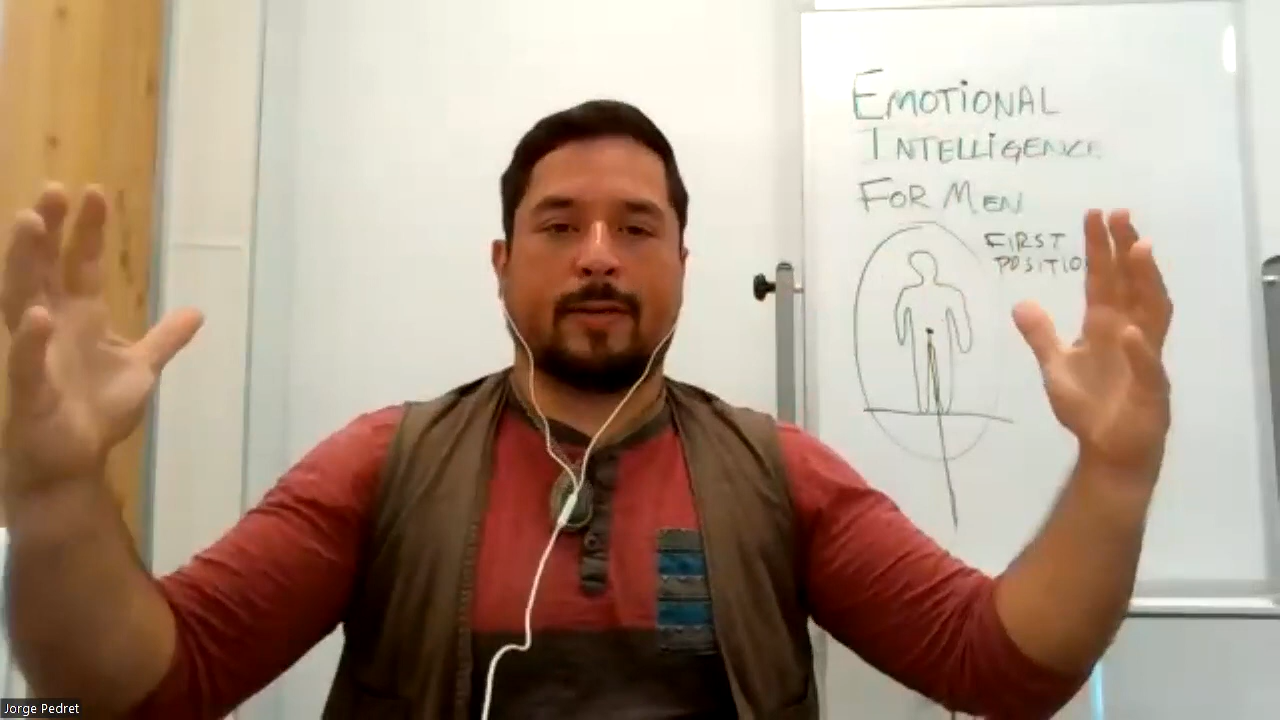 EMOTIONAL
INTELLIGENCE
FOR MEN
FIRST
POSITIO
Jorge Pedret